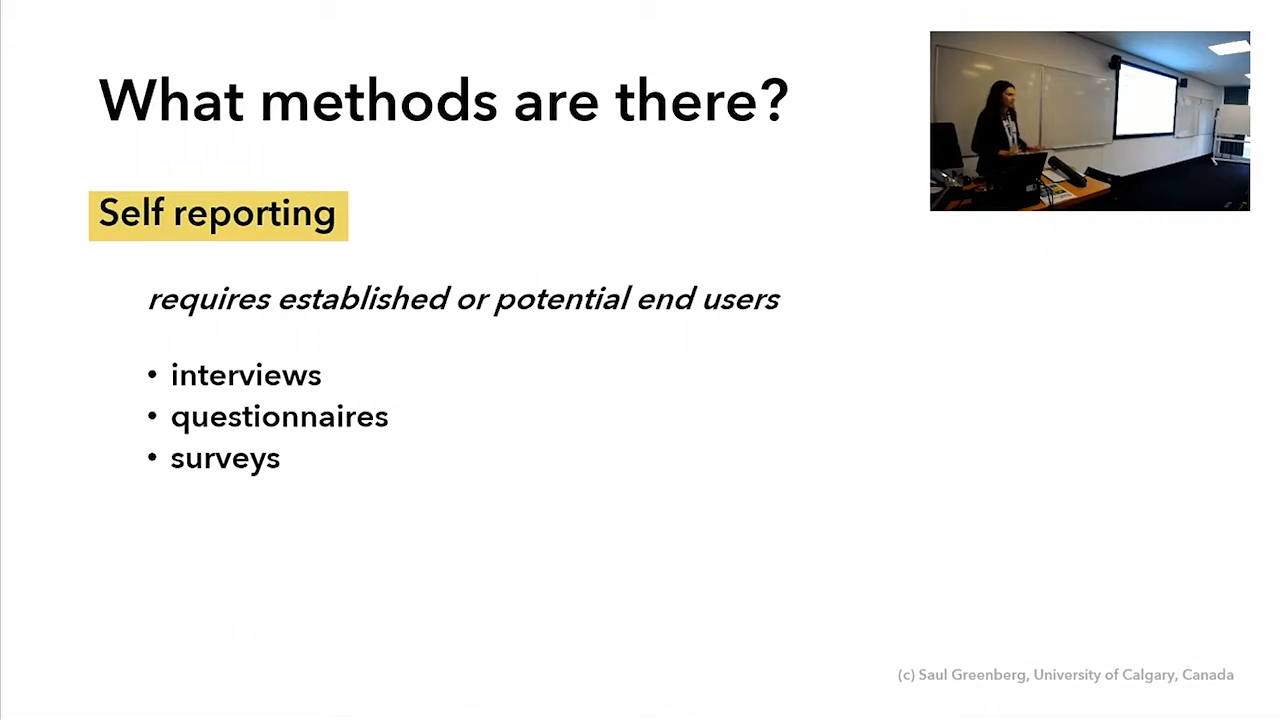 What methods are there?
Self reporting
requires established or potential end users
• interviews
• questionnaires
• surveys
(c) Saul Greenberg, University of Calgary, Canada